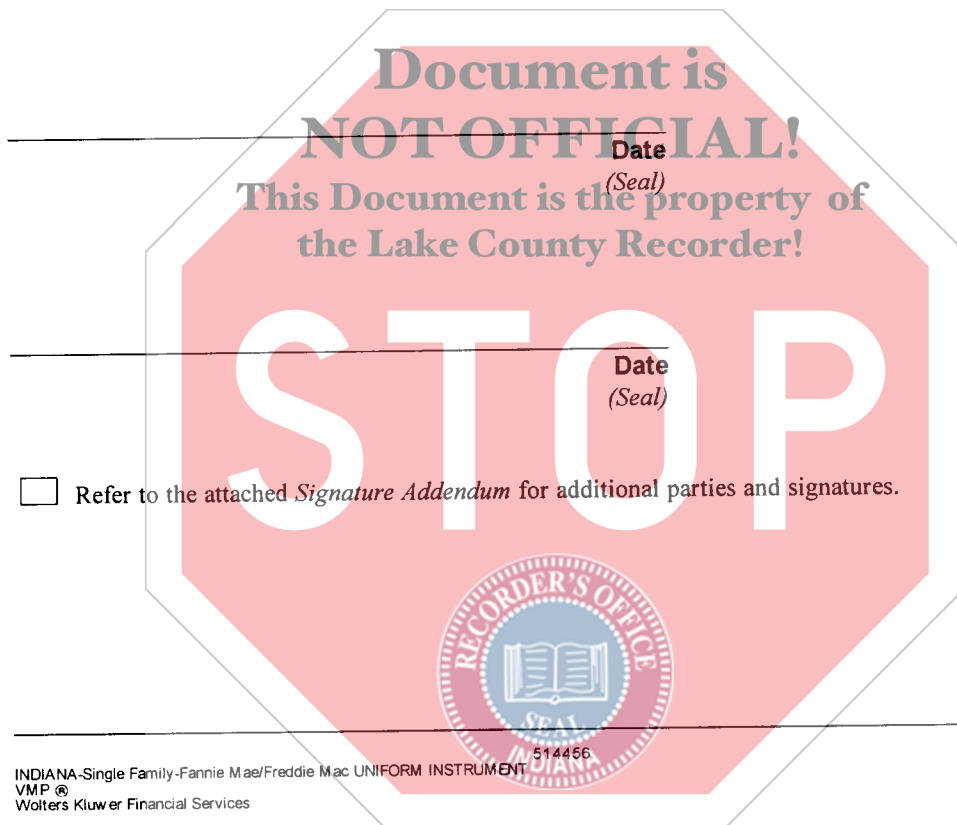 Document is
NOT OFFICIAL!
Date
(Seal)
This Document is the property of
the Lake County Recorder!
STOP
Date
(Seal)
Refer to the attached Signature Addendum for additional parties and signatures.
RECORDER'S OFFICE
SEAL
INDIANA
514456
INDIANA-Single Family-Fannie Mae/Freddie Mac UNIFORM INSTRUMENT
VMP ®
Wolters Kluwer Financial Services